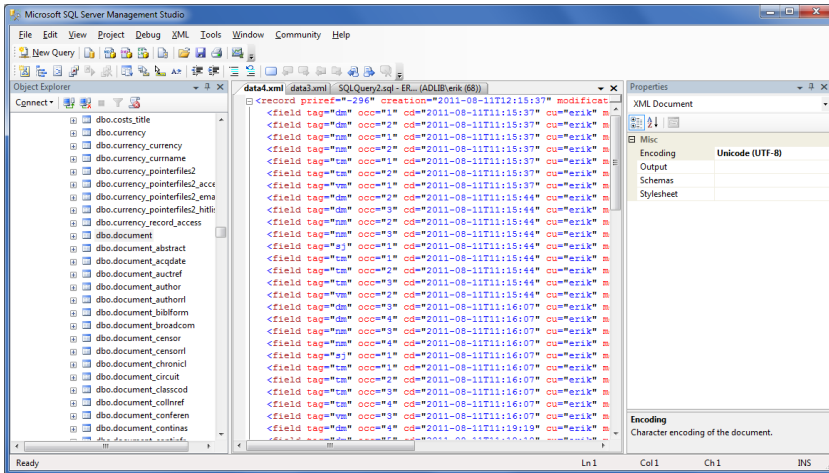 Microsoft SQL Server Management Studio
File Edit View Project Debug XML Tools Window Community Help
New Query
Object Explorer
Connect
dbo.costs_title
dbo.currency
dbo.currency_currency
dbo.currency_currname
dbo.currency_pointerfiles2
dbo.currency_pointerfiles2_acce
dbo.currency_pointerfiles2_ema
dbo.currency_pointerfiles2_hitlis
dbo.currency_record_access
dbo.document
dbo.document_abstract
dbo.document_acqdate
dbo.document_auctref
dbo.document_author
dbo.document_authorrl
dbo.document_biblform
dbo.document_broadcom
dbo.document_censor
dbo.document_censorrl
dbo.document_chronicl
dbo.document_circuit
dbo.document_classcod
dbo.document_collnref
dbo.document_conferen
dbo.document_continas
data4.xml data3.xml SQLQuery2.sql - ER... (ADLIB\erik (68))
<record priref="-296" creation="2011-08-11T12:15:37" modificat
<field tag="dm" occ="1" cd="2011-08-11T11:15:37" cu="erik" m
<field tag="dm" occ="2" cd="2011-08-11T11:15:37" cu="erik" m
<field tag="nm" occ="1" cd="2011-08-11T11:15:37" cu="erik" m
<field tag="nm" occ="2" cd="2011-08-11T11:15:37" cu="erik" m
<field tag="tm" occ="2" cd="2011-08-11T11:15:37" cu="erik" m
<field tag="vm" occ="1" cd="2011-08-11T11:15:37" cu="erik" m
<field tag="dm" occ="2" cd="2011-08-11T11:15:44" cu="erik" m
<field tag="dm" occ="3" cd="2011-08-11T11:15:44" cu="erik" m
<field tag="nm" occ="2" cd="2011-08-11T11:15:44" cu="erik" m
<field tag="nm" occ="3" cd="2011-08-11T11:15:44" cu="erik" m
<field tag="sj" occ="1" cd="2011-08-11T11:15:44" cu="erik" m
<field tag="tm" occ="2" cd="2011-08-11T11:15:44" cu="erik" m
<field tag="tm" occ="3" cd="2011-08-11T11:15:44" cu="erik" m
<field tag="vm" occ="2" cd="2011-08-11T11:15:44" cu="erik" m
<field tag="dm" occ="3" cd="2011-08-11T11:16:07" cu="erik" m
<field tag="dm" occ="4" cd="2011-08-11T11:16:07" cu="erik" m
<field tag="nm" occ="3" cd="2011-08-11T11:16:07" cu="erik" m
<field tag="nm" occ="4" cd="2011-08-11T11:16:07" cu="erik" m
<field tag="sj" occ="1" cd="2011-08-11T11:16:07" cu="erik" m
<field tag="tm" occ="1" cd="2011-08-11T11:16:07" cu="erik" m
<field tag="tm" occ="2" cd="2011-08-11T11:16:07" cu="erik" m
<field tag="tm" occ="3" cd="2011-08-11T11:16:07" cu="erik" m
<field tag="tm" occ="4" cd="2011-08-11T11:16:07" cu="erik" m
<field tag="vm" occ="3" cd="2011-08-11T11:16:07" cu="erik" m
<field tag="dm" occ="4" cd="2011-08-11T11:19:19" cu="erik" m
Properties
XML Document
Misc
Encoding Unicode (UTF-8)
Output
Schemas
Stylesheet
Encoding
Character encoding of the document.
Ready Ln 1 Col 1 Ch 1 INS